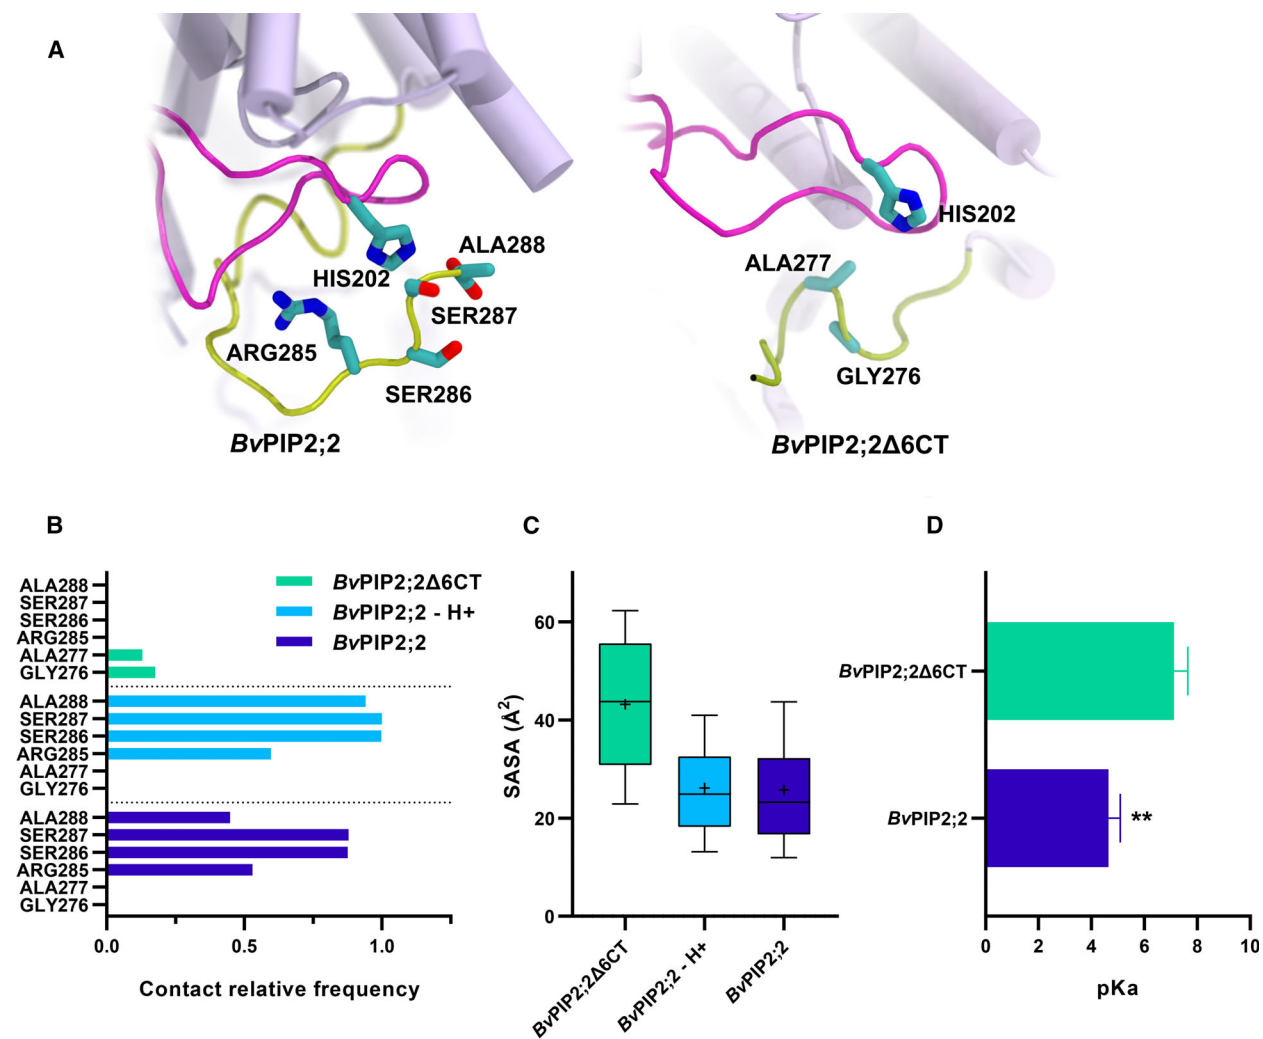 A
ALA288
HIS202
SER287
ARG285
SER286
BvPIP2;2
HIS202
ALA277
GLY276
BvPIP2;2Δ6CT
B
ALA288
SER287
SER286
ARG285
ALA277
GLY276
ALA288
SER287
SER286
ARG285
ALA277
GLY276
ALA288
SER287
SER286
ARG285
ALA277
GLY276
BvPIP2;2Δ6CT
BvPIP2;2 - H+
BvPIP2;2
0.0 0.5 1.0
Contact relative frequency
C
SASA (Å²)
60
40
20
0
BvPIP2;2Δ6CT
BvPIP2;2 - H+
BvPIP2;2
D
BvPIP2;2Δ6CT
BvPIP2;2
**
0 2 4 6 8 10
pKa